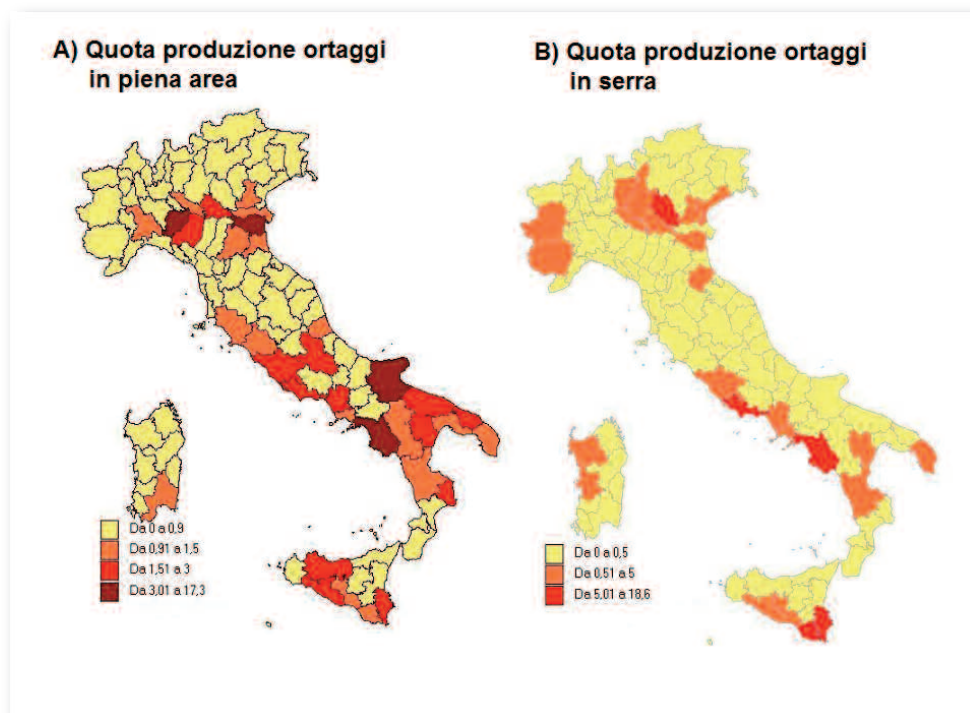 A) Quota produzione ortaggi
in piena area
B) Quota produzione ortaggi
in serra
Da 0 a 0,9
Da 0,91 a 1,5
Da 1,51 a 3
Da 3,01 a 17,3
Da 0 a 0,5
Da 0,51 a 5
Da 5,01 a 18,6